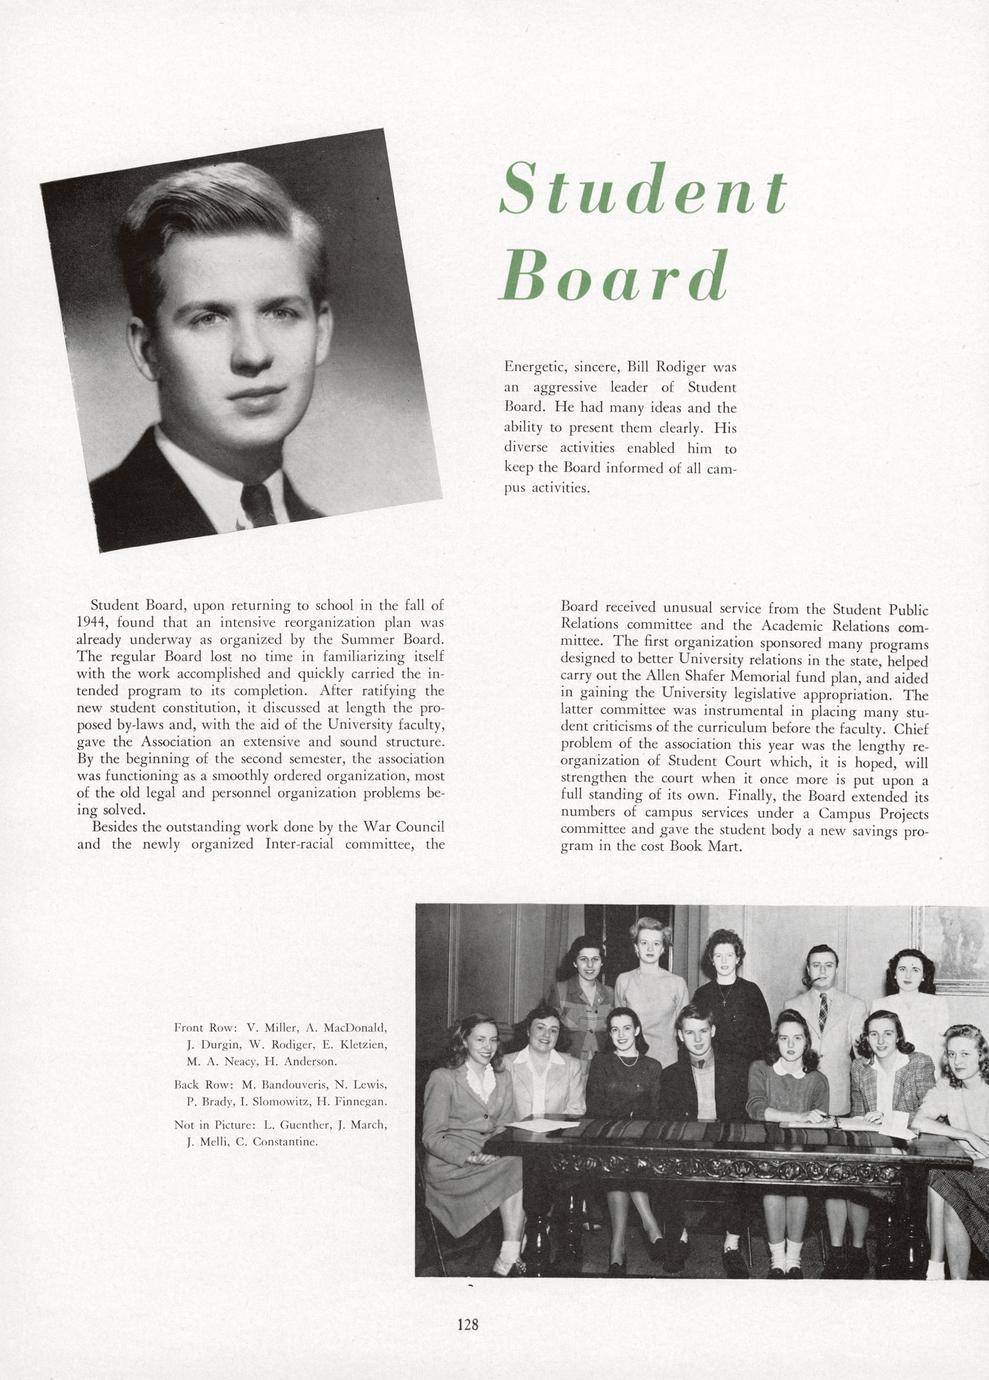 Student
Board
Energetic, sincere, Bill Rodiger was
an aggressive leader of Student
Board. He had many ideas and the
ability to present them clearly. His
diverse activities enabled him to
keep the Board informed of all cam-
pus activities.
Student Board, upon returning to school in the fall of
1944, found that an intensive reorganization plan was
already underway as organized by the Summer Board.
The regular Board lost no time in familiarizing itself
with the work accomplished and quickly carried the in-
tended program to its completion. After ratifying the
new student constitution, it discussed at length the pro-
posed by-laws and, with the aid of the University faculty,
gave the Association an extensive and sound structure.
By the beginning of the second semester, the association
was functioning as a smoothly ordered organization, most
of the old legal and personnel organization problems be-
ing solved.
Besides the outstanding work done by the War Council
and the newly organized Inter-racial committee, the
Board received unusual service from the Student Public
Relations committee and the Academic Relations com-
mittee. The first organization sponsored many programs
designed to better University relations in the state, helped
carry out the Allen Shafer Memorial fund plan, and aided
in gaining the University legislative appropriation. The
latter committee was instrumental in placing many stu-
dent criticisms of the curriculum before the faculty. Chief
problem of the association this year was the lengthy re-
organization of Student Court which, it is hoped, will
strengthen the court when it once more is put upon a
full standing of its own. Finally, the Board extended its
numbers of campus services under a Campus Projects
committee and gave the student body a new savings pro-
gram in the cost Book Mart.
Front Row: V. Miller, A. MacDonald,
J. Durgin, W. Rodiger, E. Kletzien,
M. A. Neacy, H. Anderson.
Back Row: M. Bandouveris, N. Lewis,
P. Brady, I. Slomowitz, H. Finnegan.
Not in Picture: L. Guenther, J. March,
J. Melli, C. Constantine.
128